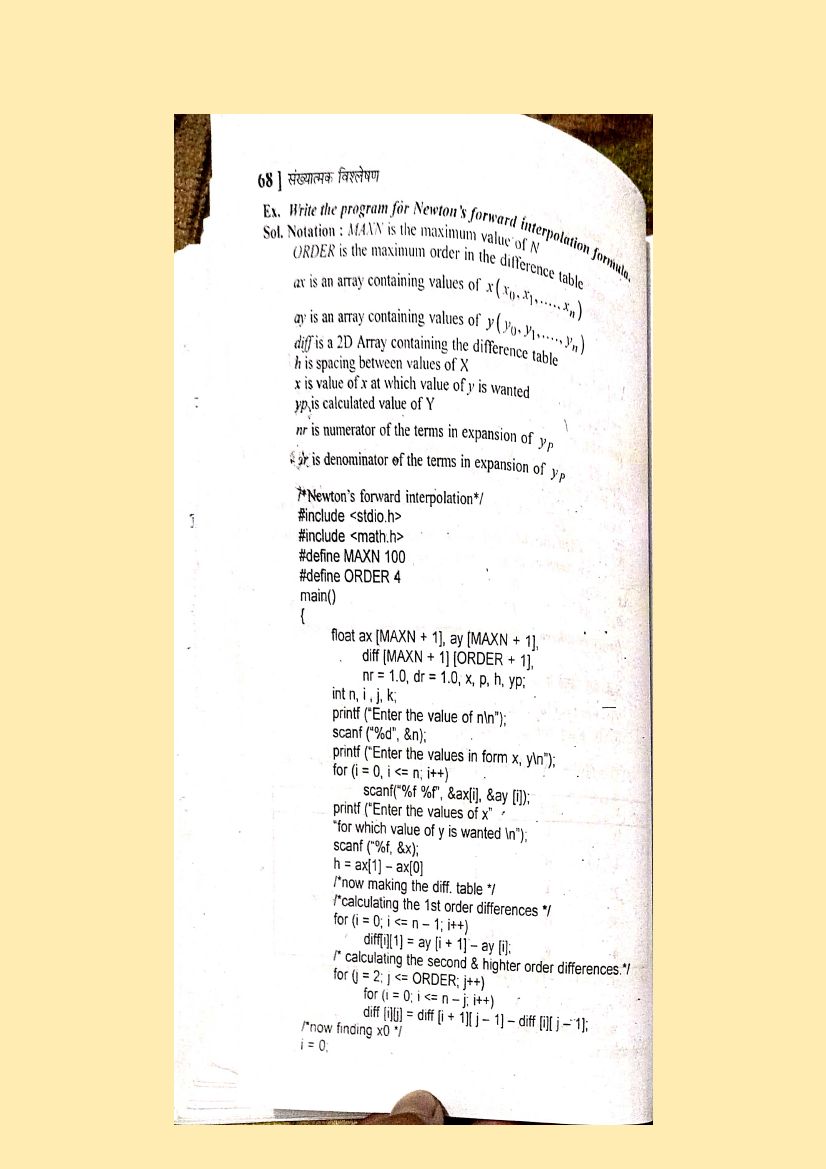 68 ] संख्यात्मक विश्लेषण
Ex. Write the program for Newton's forward interpolation formula.
Sol. Notation : MAXN is the maximum value of N
ORDER is the maximum order in the difference table
ax is an array containing values of x(x₀, x₁,....., xₙ)
ay is an array containing values of y(y₀, y₁,....., yₙ)
diff is a 2D Array containing the difference table
h is spacing between values of X
x is value of x at which value of y is wanted
yp is calculated value of Y
nr is numerator of the terms in expansion of y_P
dr is denominator of the terms in expansion of y_P
/*Newton's forward interpolation*/
#include <stdio.h>
#include <math.h>
#define MAXN 100
#define ORDER 4
main()
{
float ax [MAXN + 1], ay [MAXN + 1],
diff [MAXN + 1] [ORDER + 1],
nr = 1.0, dr = 1.0, x, p, h, yp;
int n, i , j, k;
printf ("Enter the value of n\n");
scanf ("%d", &n);
printf ("Enter the values in form x, y\n");
for (i = 0, i <= n; i++)
scanf("%f %f", &ax[i], &ay [i]);
printf ("Enter the values of x"
"for which value of y is wanted \n");
scanf ("%f, &x);
h = ax[1] – ax[0]
/*now making the diff. table */
/*calculating the 1st order differences */
for (i = 0; i <= n – 1; i++)
diff[i][1] = ay [i + 1] – ay [i];
/* calculating the second & highter order differences.*/
for (j = 2; j <= ORDER; j++)
for (i = 0; i <= n – j; i++)
diff [i][j] = diff [i + 1][ j – 1] – diff [i][ j – 1];
/*now finding x0 */
i = 0;